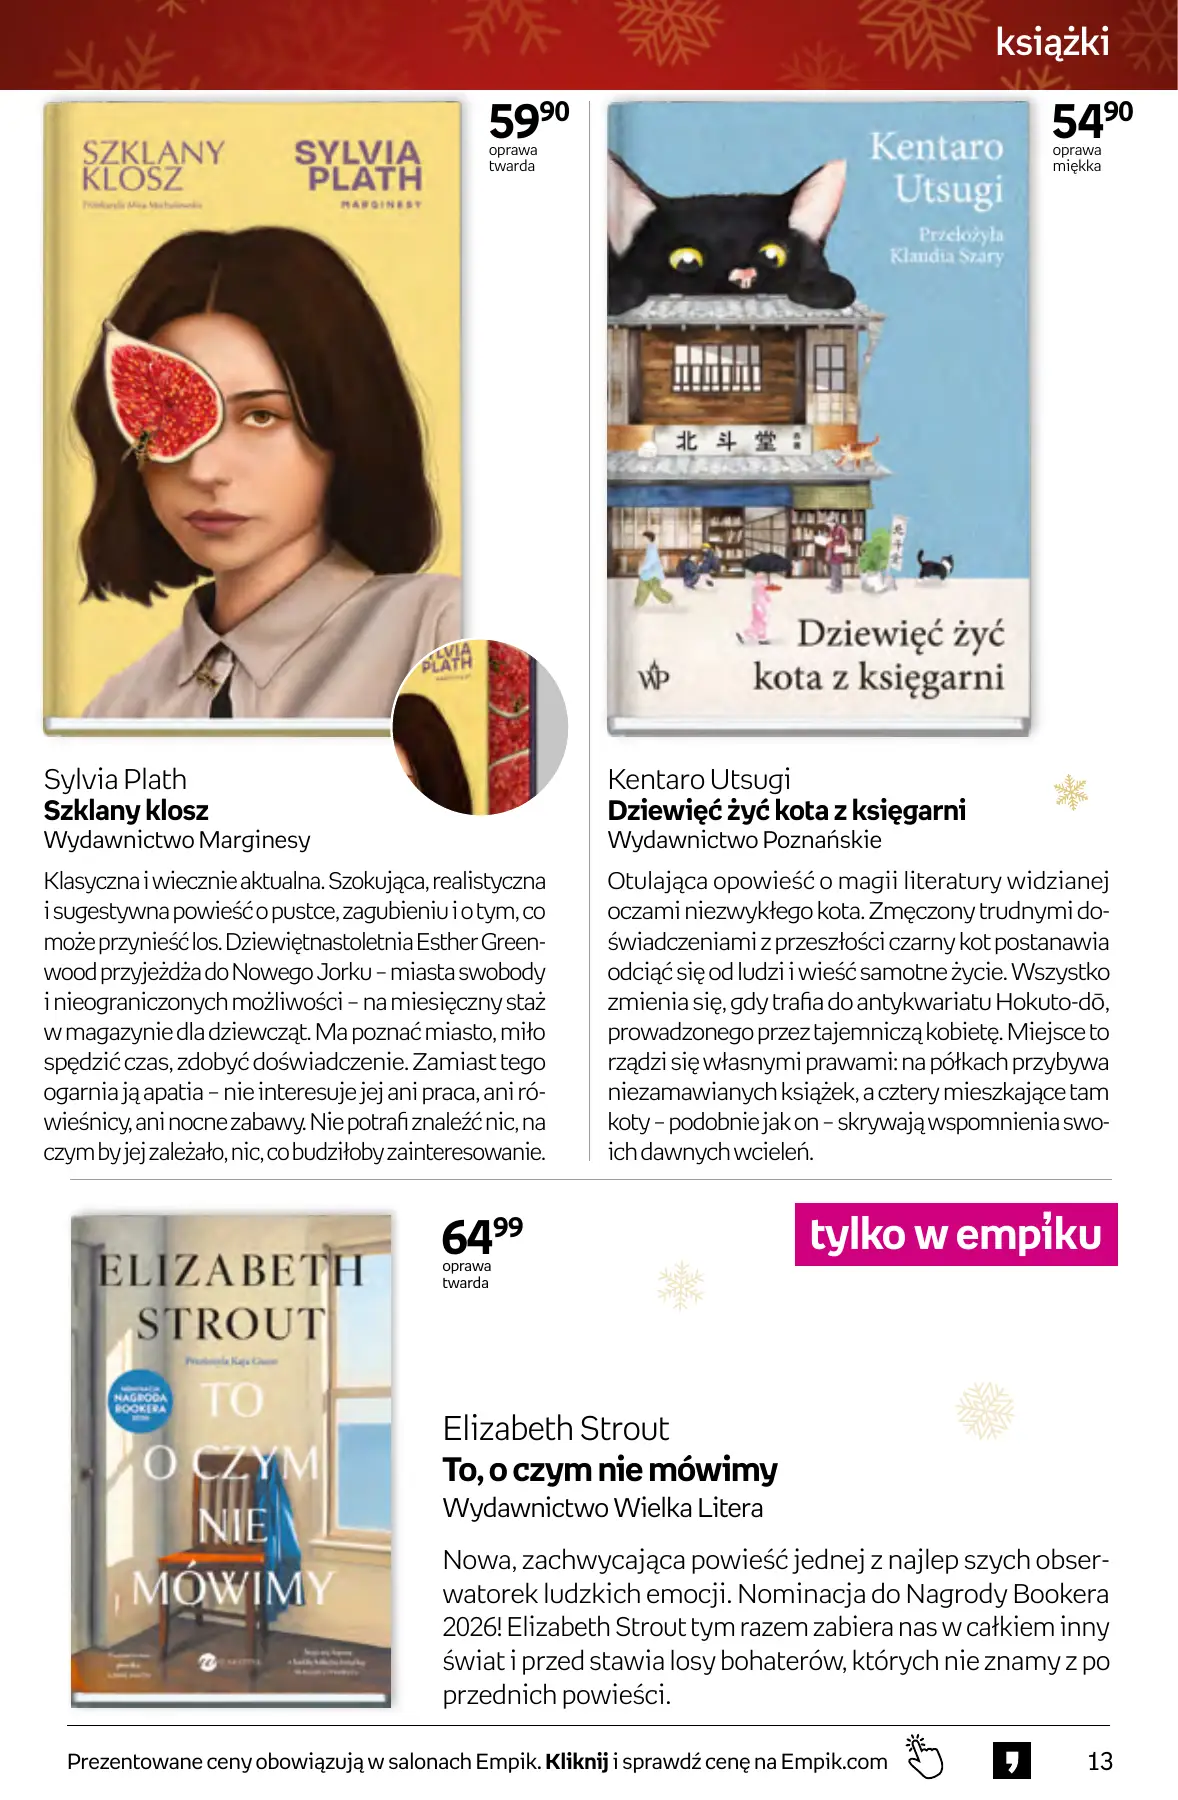 książki
SZKLANY
KLOSZ
SYLVIA
PLATH
MARGINESY
59 90
oprawa
twarda
Kentaro
Utsugi
Przełożyła
Klaudia Szary
北斗堂
Dziewięć żyć
kota z księgarni
WP
54 90
oprawa
miękka
PLATH
Sylvia Plath
Szklany klosz
Wydawnictwo Marginesy
Klasyczna i wiecznie aktualna. Szokująca, realistyczna
i sugestywna powieść o pustce, zagubieniu i o tym, co
może przynieść los. Dziewiętnastoletnia Esther Green-
wood przyjeżdża do Nowego Jorku – miasta swobody
i nieograniczonych możliwości – na miesięczny staż
w magazynie dla dziewcząt. Ma poznać miasto, miło
spędzić czas, zdobyć doświadczenie. Zamiast tego
ogarnia ją apatia – nie interesuje jej ani praca, ani ró-
wieśnicy, ani nocne zabawy. Nie potrafi znaleźć nic, na
czym by jej zależało, nic, co budziłoby zainteresowanie.
Kentaro Utsugi
Dziewięć żyć kota z księgarni
Wydawnictwo Poznańskie
Otulająca opowieść o magii literatury widzianej
oczami niezwykłego kota. Zmęczony trudnymi do-
świadczeniami z przeszłości czarny kot postanawia
odciąć się od ludzi i wieść samotne życie. Wszystko
zmienia się, gdy trafia do antykwariatu Hokuto-dō,
prowadzonego przez tajemniczą kobietę. Miejsce to
rządzi się własnymi prawami: na półkach przybywa
niezamawianych książek, a cztery mieszkające tam
koty – podobnie jak on – skrywają wspomnienia swo-
ich dawnych wcieleń.
ELIZABETH
STROUT
NOMINACJA
NAGRODA
BOOKERA
2026
TO
O CZYM
NIE
MÓWIMY
64 99
oprawa
twarda
tylko w empiku
Elizabeth Strout
To, o czym nie mówimy
Wydawnictwo Wielka Litera
Nowa, zachwycająca powieść jednej z najlep szych obser-
watorek ludzkich emocji. Nominacja do Nagrody Bookera
2026! Elizabeth Strout tym razem zabiera nas w całkiem inny
świat i przed stawia losy bohaterów, których nie znamy z po
przednich powieści.
Prezentowane ceny obowiązują w salonach Empik. Kliknij i sprawdź cenę na Empik.com
13